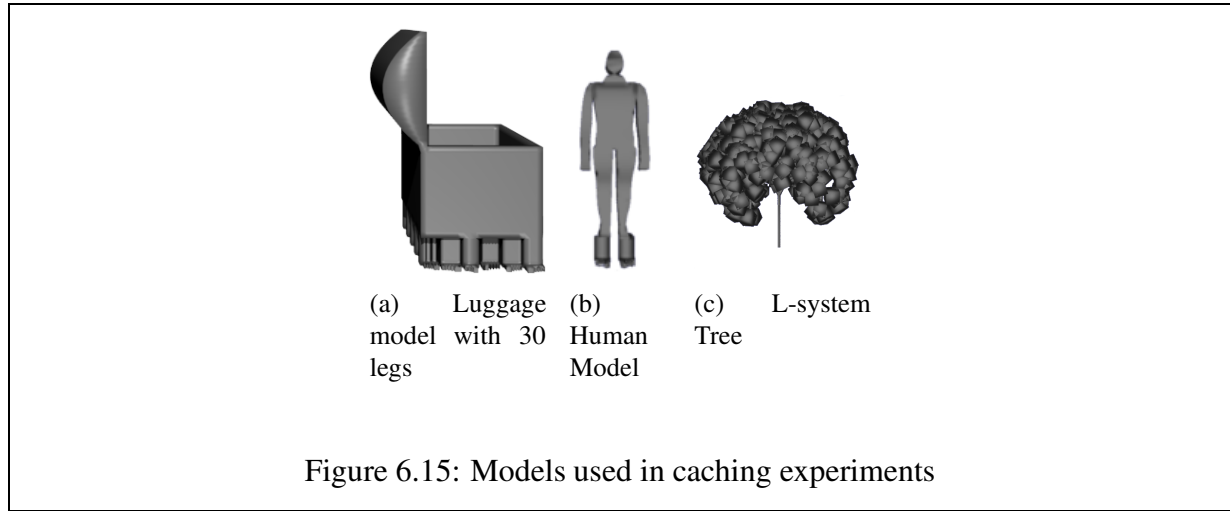 (a) Luggage
model with 30
legs
(b)
Human
Model
(c) L-system
Tree
Figure 6.15: Models used in caching experiments